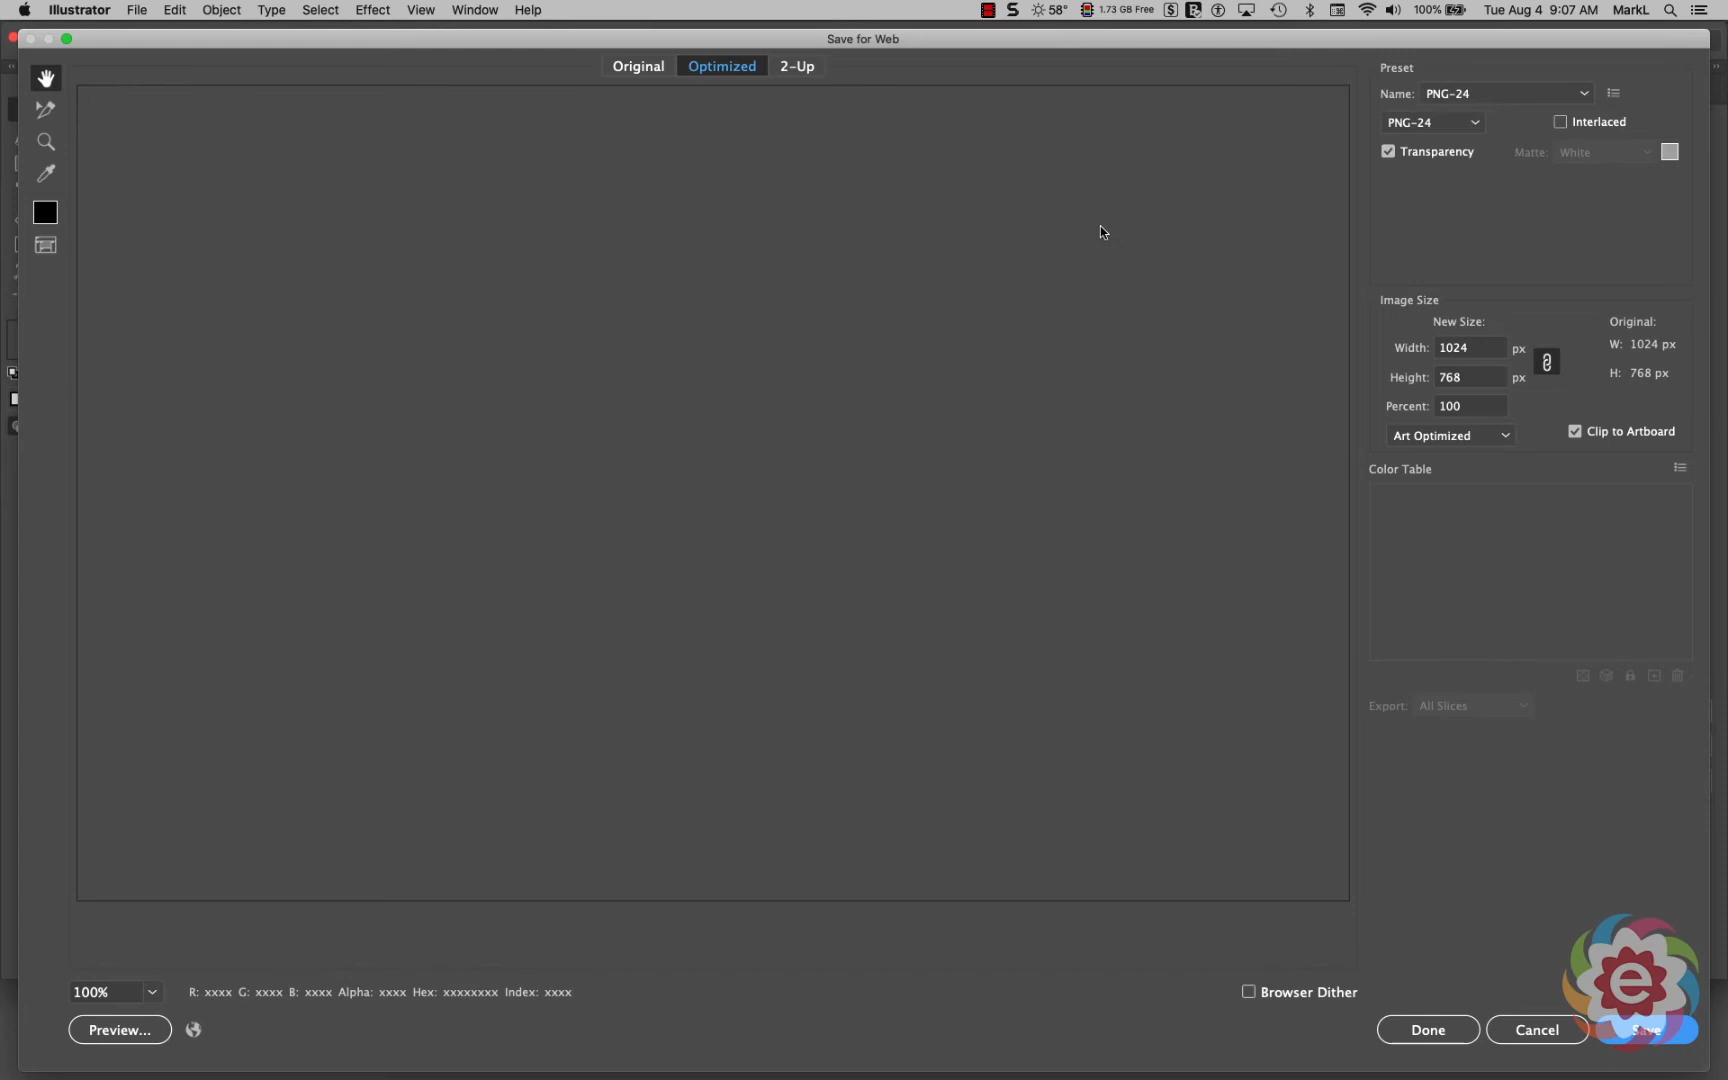 Illustrator File Edit Object Type Select Effect View Window Help
58° 1.73 GB Free 100% Tue Aug 4 9:07 AM MarkL
Save for Web
Original Optimized 2-Up
Preset
Name: PNG-24
PNG-24 Interlaced
Transparency Matte: White
Image Size
New Size: Original:
Width: 1024 px W: 1024 px
Height: 768 px H: 768 px
Percent: 100
Art Optimized Clip to Artboard
Color Table
Export: All Slices
100% R: xxxx G: xxxx B: xxxx Alpha: xxxx Hex: xxxxxxxx Index: xxxx Browser Dither
Preview... Done Cancel Save
e